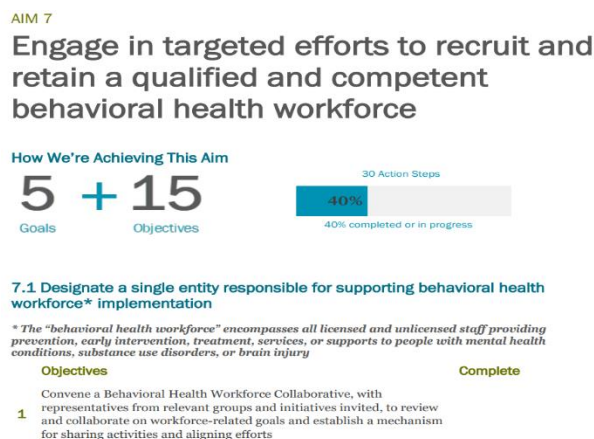 AIM 7
Engage in targeted efforts to recruit and
retain a qualified and competent
behavioral health workforce
How We're Achieving This Aim
5 + 15
Goals Objectives
30 Action Steps
40%
40% completed or in progress
7.1 Designate a single entity responsible for supporting behavioral health
workforce* implementation
* The "behavioral health workforce" encompasses all licensed and unlicensed staff providing
prevention, early intervention, treatment, services, or supports to people with mental health
conditions, substance use disorders, or brain injury
Objectives Complete
Convene a Behavioral Health Workforce Collaborative, with
1 representatives from relevant groups and initiatives invited, to review
and collaborate on workforce-related goals and establish a mechanism
for sharing activities and aligning efforts